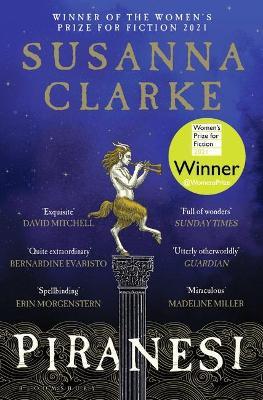 WINNER OF THE WOMEN'S
PRIZE FOR FICTION 2021
SUSANNA
CLARKE
Women's
Prize for
Fiction
Winner
@WomensPrize
'Exquisite'
DAVID MITCHELL
'Full of wonders'
SUNDAY TIMES
'Quite extraordinary'
BERNARDINE EVARISTO
'Utterly otherworldly'
GUARDIAN
'Spellbinding'
ERIN MORGENSTERN
'Miraculous'
MADELINE MILLER
PIRANESI
BLOOMSBURY